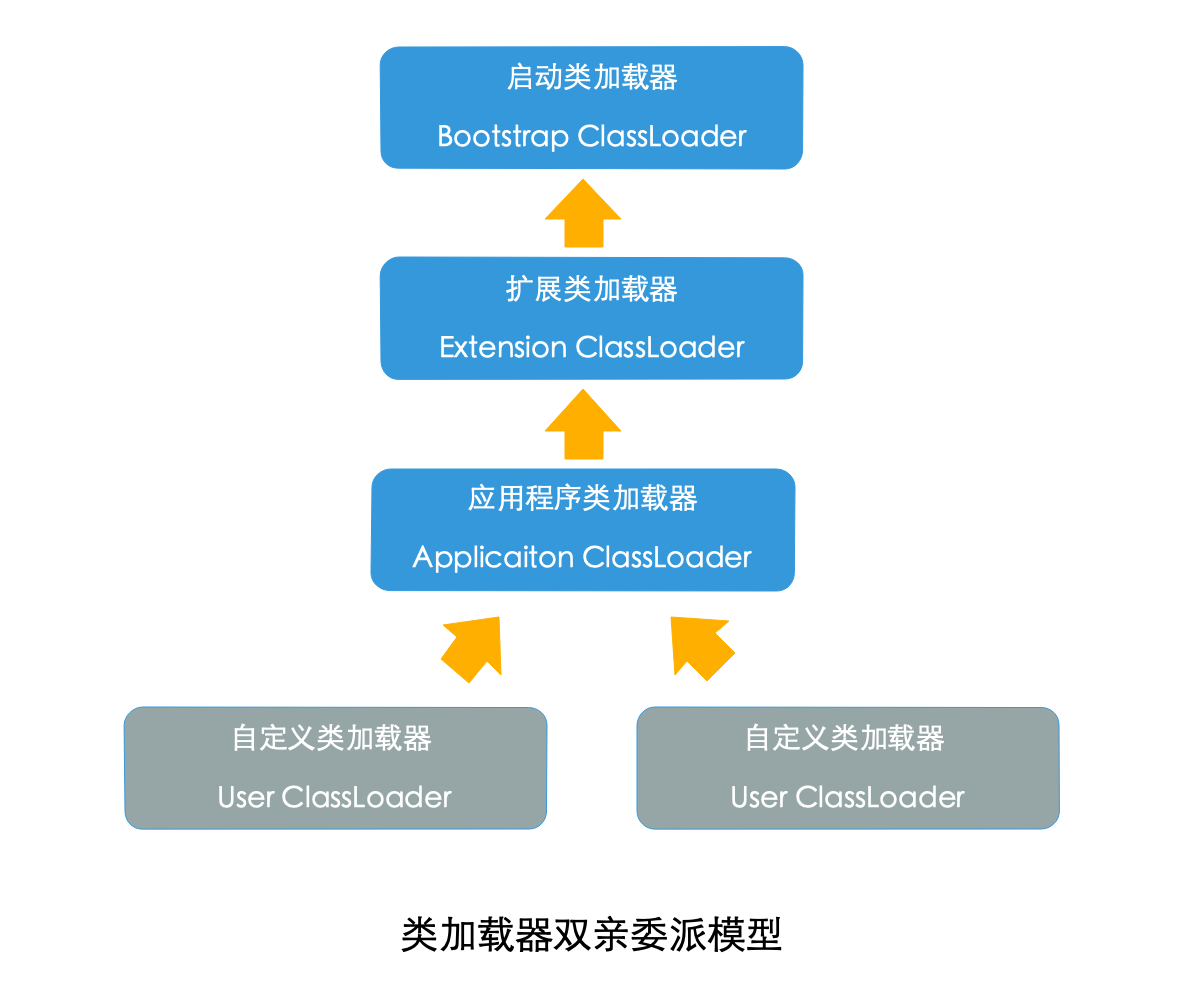 启动类加载器
Bootstrap ClassLoader
扩展类加载器
Extension ClassLoader
应用程序类加载器
Applicaiton ClassLoader
自定义类加载器
User ClassLoader
自定义类加载器
User ClassLoader
类加载器双亲委派模型